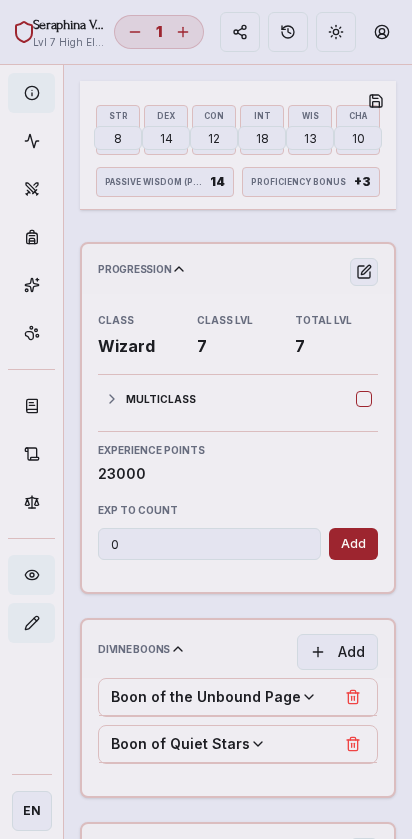 Seraphina V...
Lvl 7 High El...
1
STR DEX CON INT WIS CHA
8 14 12 18 13 10
PASSIVE WISDOM (P... 14 PROFICIENCY BONUS +3
PROGRESSION
CLASS CLASS LVL TOTAL LVL
Wizard 7 7
MULTICLASS
EXPERIENCE POINTS
23000
EXP TO COUNT
0 Add
DIVINE BOONS Add
Boon of the Unbound Page
Boon of Quiet Stars
EN